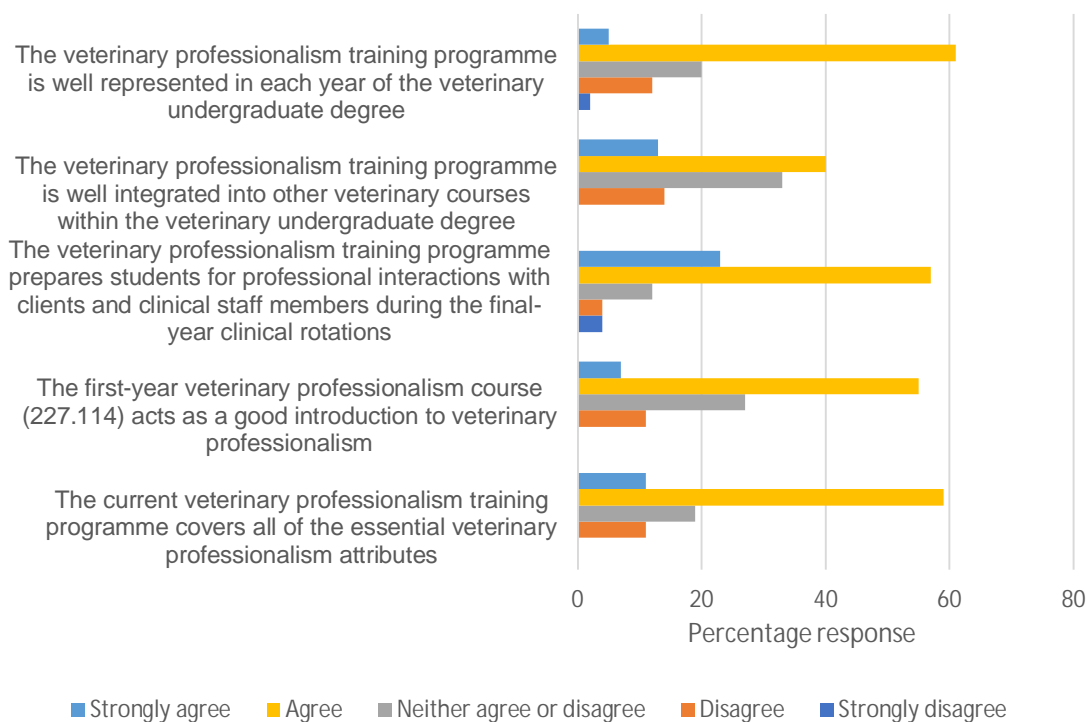 The veterinary professionalism training programme
is well represented in each year of the veterinary
undergraduate degree
The veterinary professionalism training programme
is well integrated into other veterinary courses
within the veterinary undergraduate degree
The veterinary professionalism training programme
prepares students for professional interactions with
clients and clinical staff members during the final-
year clinical rotations
The first-year veterinary professionalism course
(227.114) acts as a good introduction to veterinary
professionalism
The current veterinary professionalism training
programme covers all of the essential veterinary
professionalism attributes
0 20 40 60 80
Percentage response
Strongly agree Agree Neither agree or disagree Disagree Strongly disagree